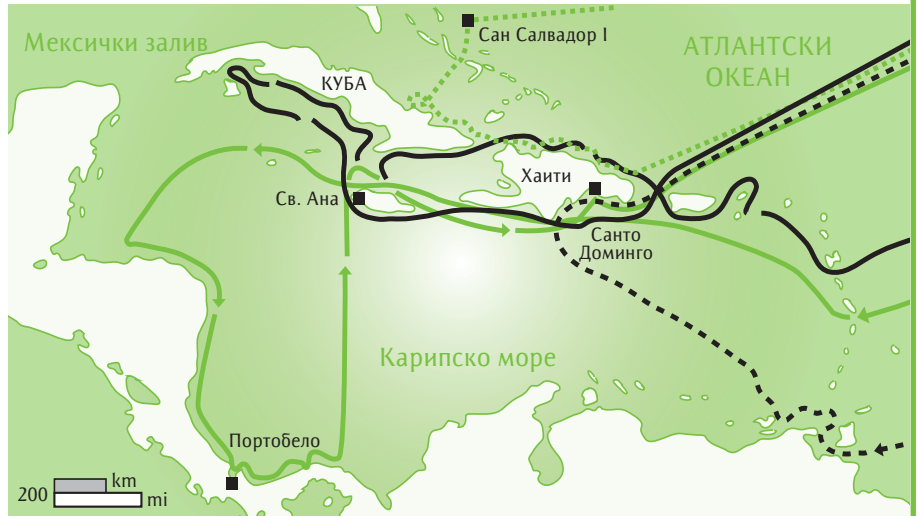 Мексички залив
Сан Салвадор I
АТЛАНТСКИ
ОКЕАН
КУБА
Хаити
Св. Ана
Санто
Доминго
Карипско море
Портобело
km
200
mi